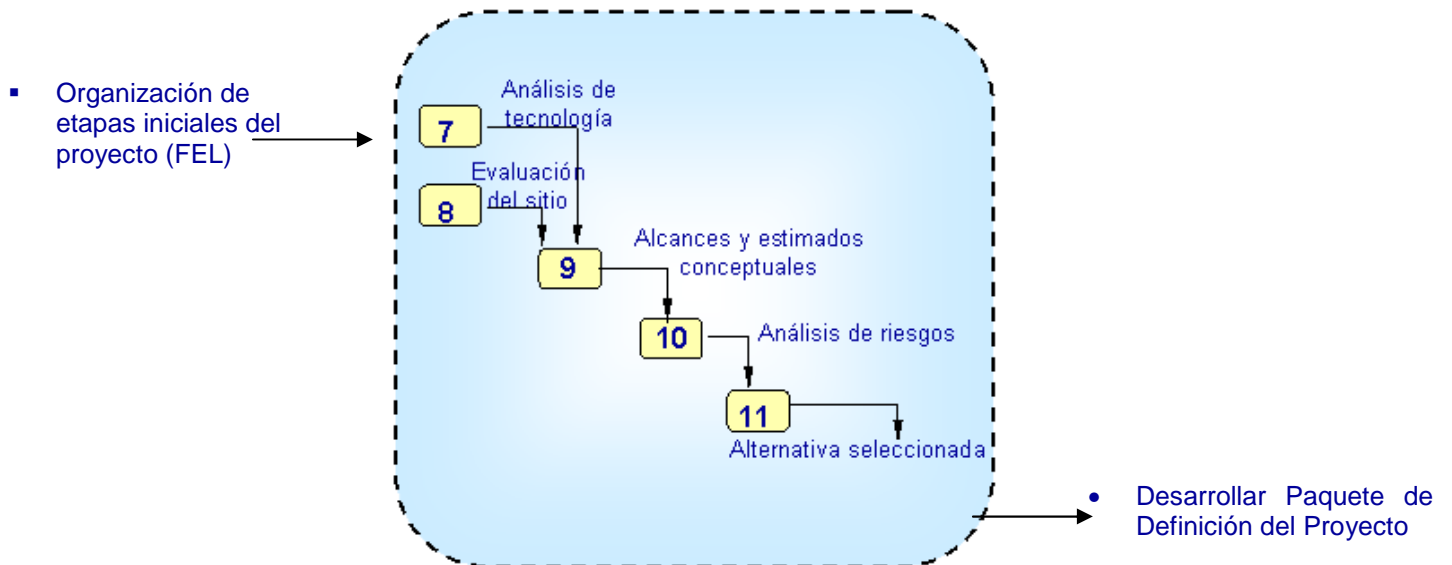 ▪ Organización de
etapas iniciales del
proyecto (FEL)
Análisis de
tecnología
7
Evaluación
del sitio
8
9
Alcances y estimados
conceptuales
10
Análisis de riesgos
11
Alternativa seleccionada
• Desarrollar Paquete de
Definición del Proyecto